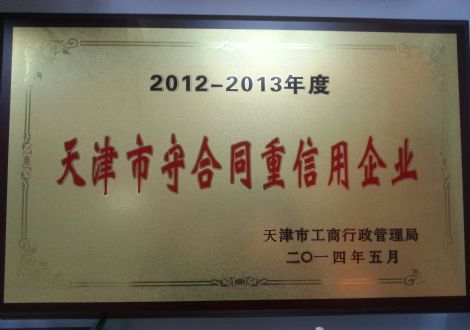 2012-2013年度
天津市守合同重信用企业
天津市工商行政管理局
二〇一四年五月